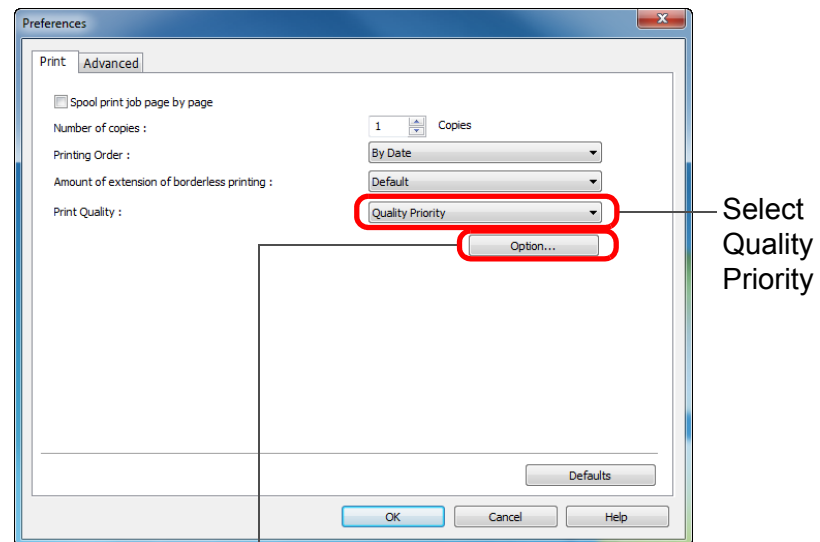 Preferences
Print Advanced
Spool print job page by page
Number of copies : 1 Copies
Printing Order : By Date
Amount of extension of borderless printing : Default
Print Quality : Quality Priority
Option...
Select
Quality
Priority
Defaults
OK Cancel Help